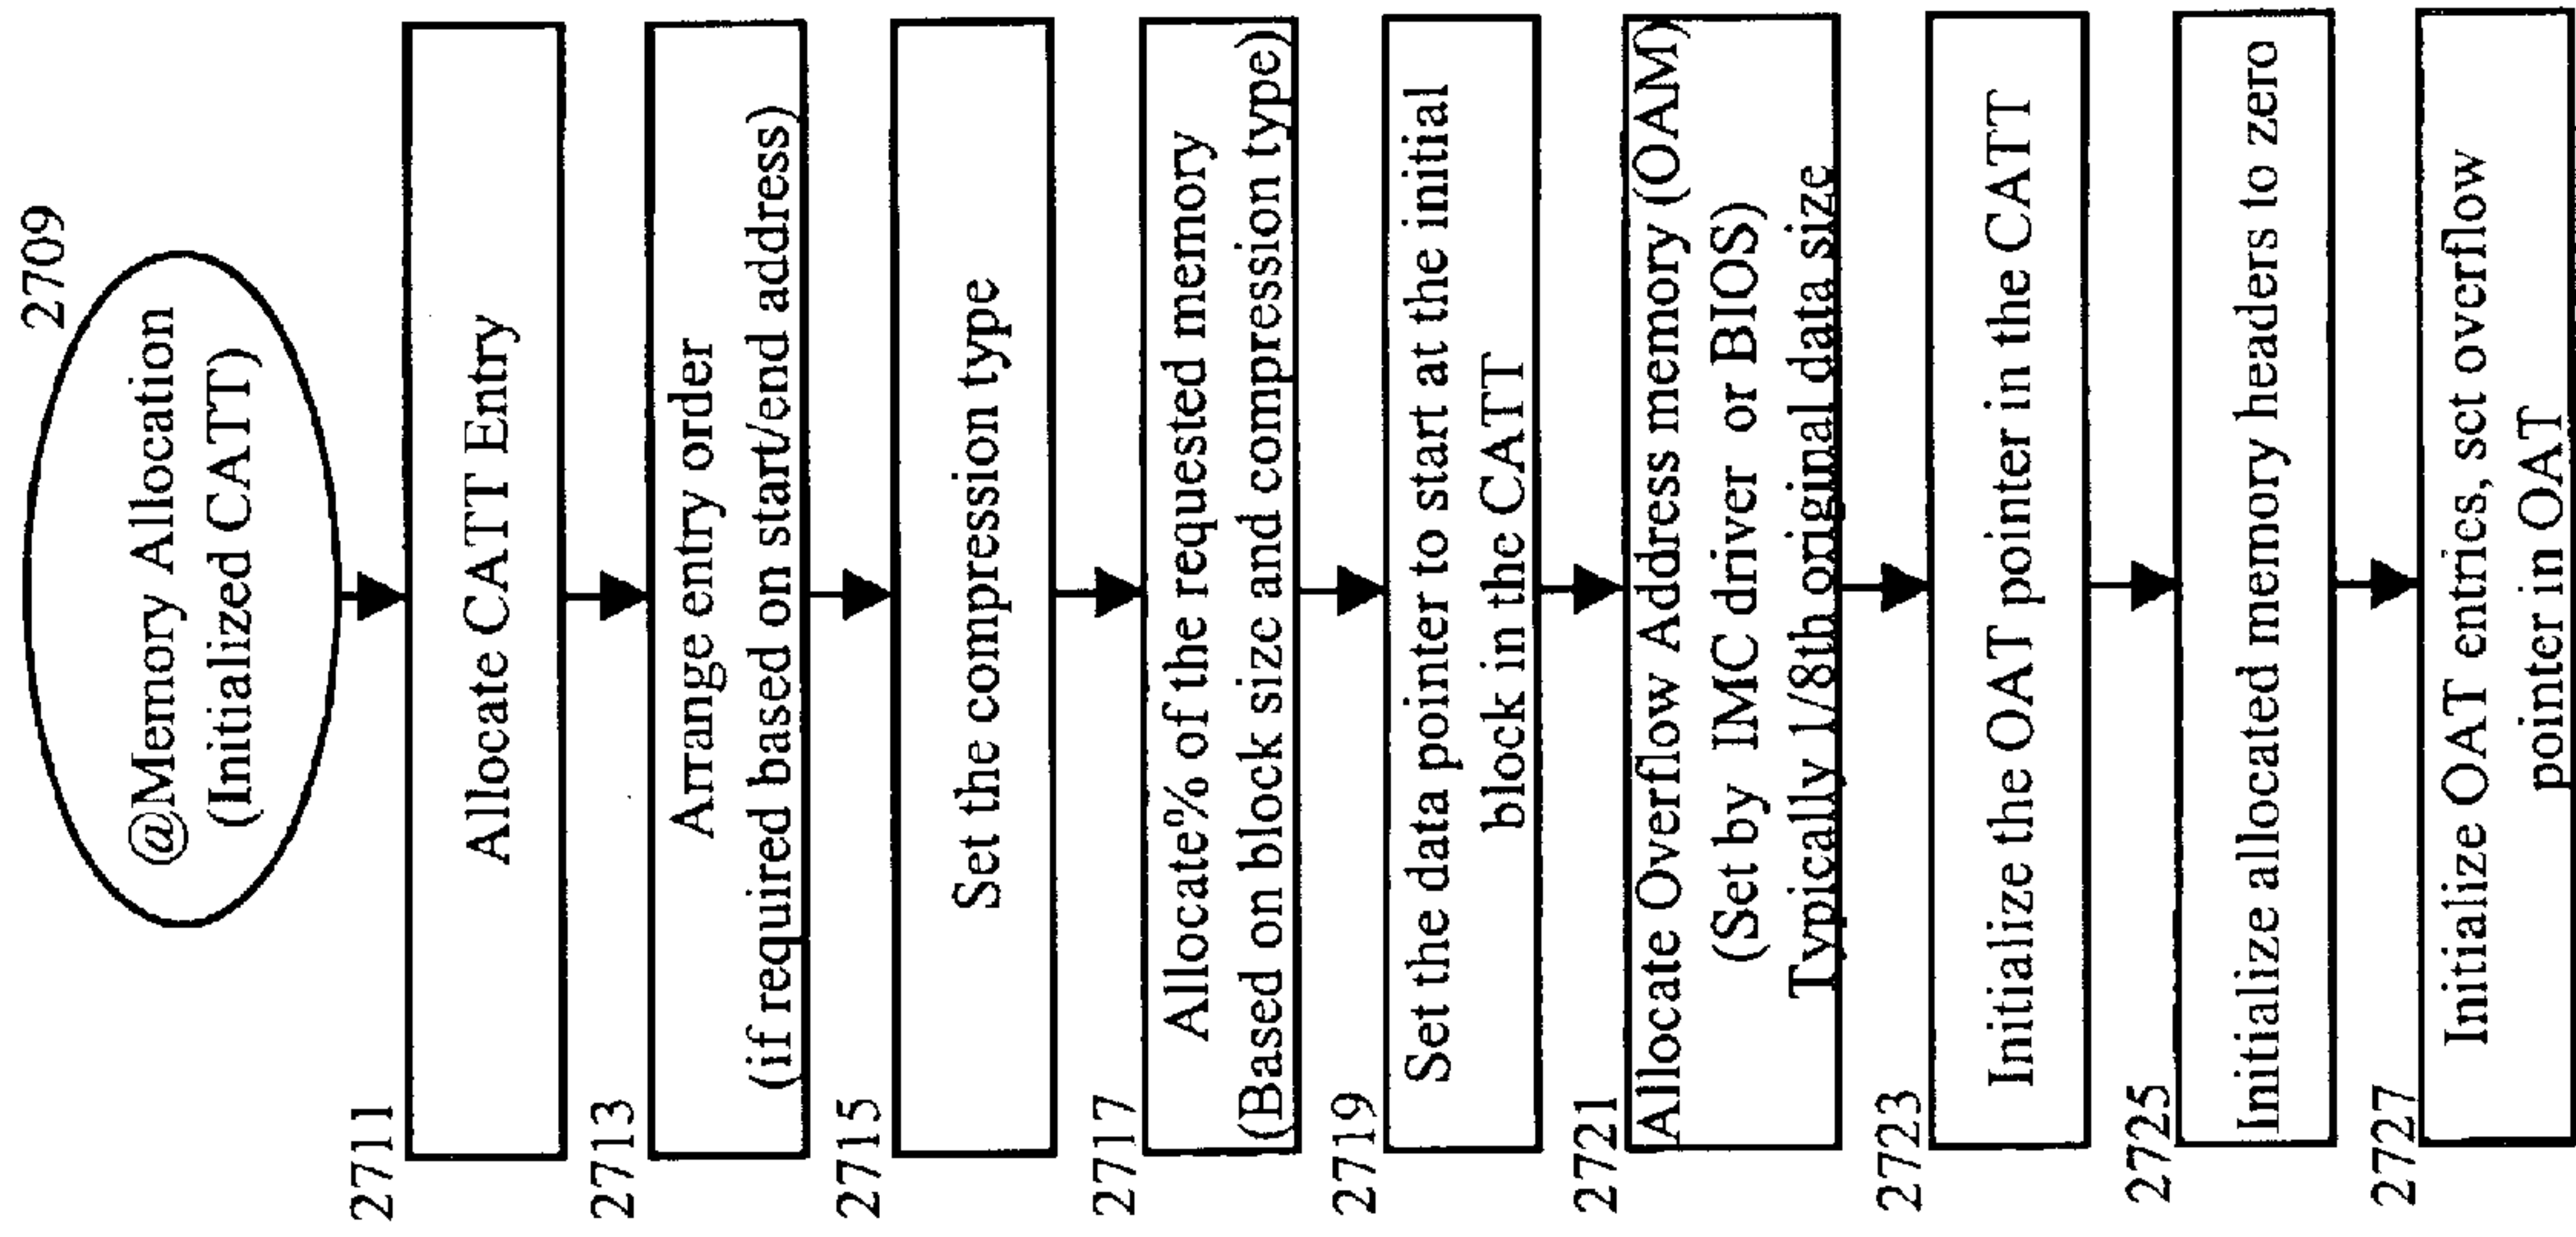 2709
@Memory Allocation
(Initialized CATT)
2711
Allocate CATT Entry
2713
Arrange entry order
(if required based on start/end address)
2715
Set the compression type
2717
Allocate% of the requested memory
(Based on block size and compression type)
2719
Set the data pointer to start at the initial
block in the CATT
2721
Allocate Overflow Address memory (OAM)
(Set by IMC driver or BIOS)
Typically 1/8th original data size
2723
Initialize the OAT pointer in the CATT
2725
Initialize allocated memory headers to zero
2727
Initialize OAT entries, set overflow
pointer in OAT